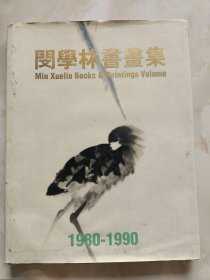 閔學林書畫集
Min Xuelin Books & Paintings Volume
1980-1990